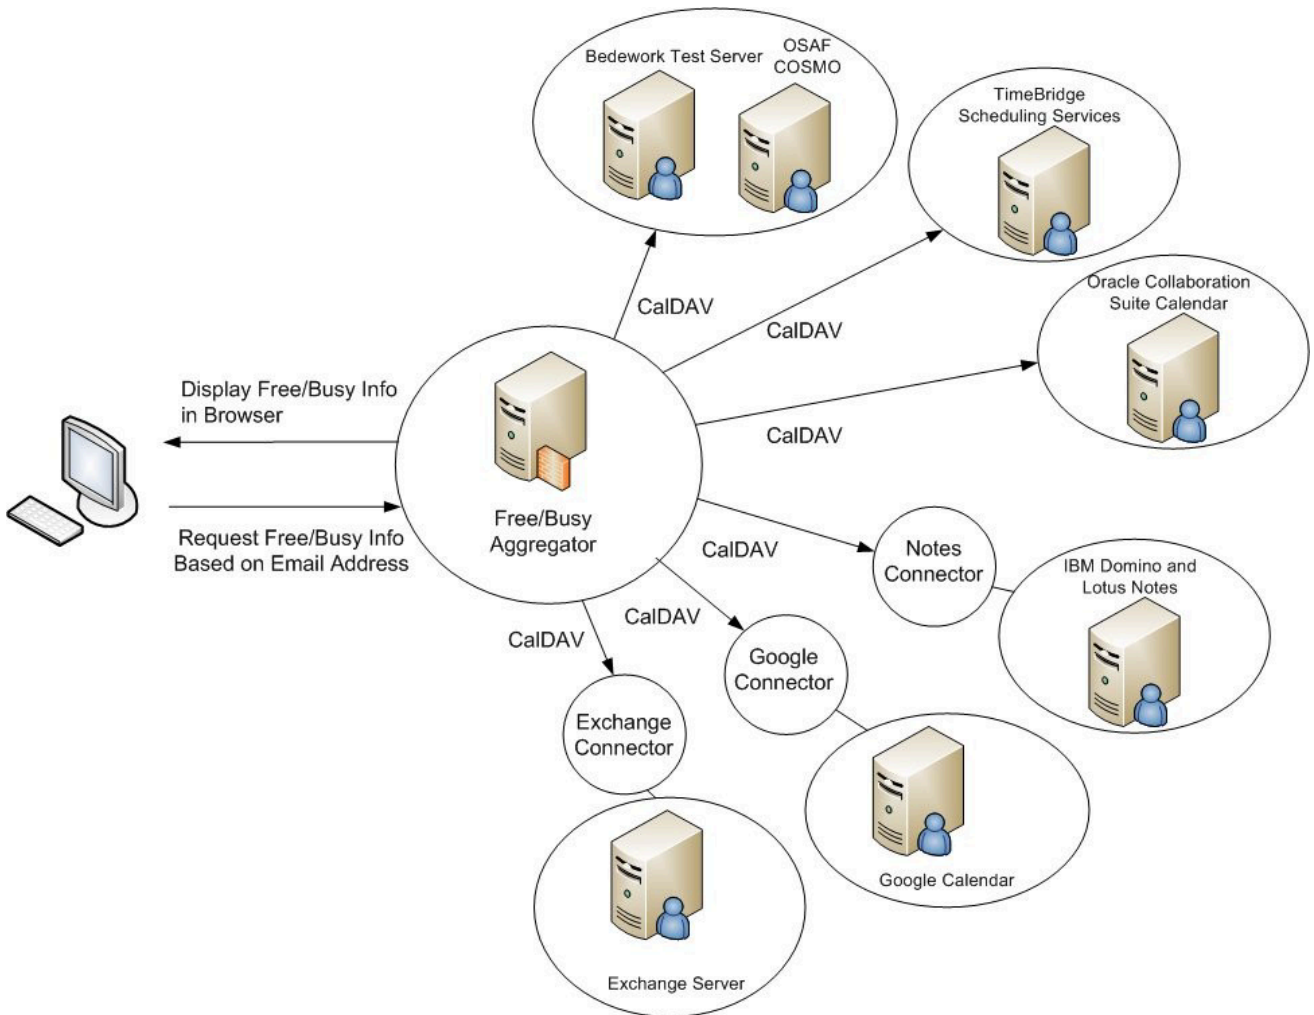 Bedework Test Server
OSAF
COSMO
TimeBridge
Scheduling Services
Oracle Collaboration
Suite Calendar
CalDAV
CalDAV
CalDAV
Display Free/Busy Info
in Browser
Request Free/Busy Info
Based on Email Address
Free/Busy
Aggregator
CalDAV
Notes
Connector
IBM Domino and
Lotus Notes
CalDAV
Google
Connector
CalDAV
Exchange
Connector
Google Calendar
Exchange Server